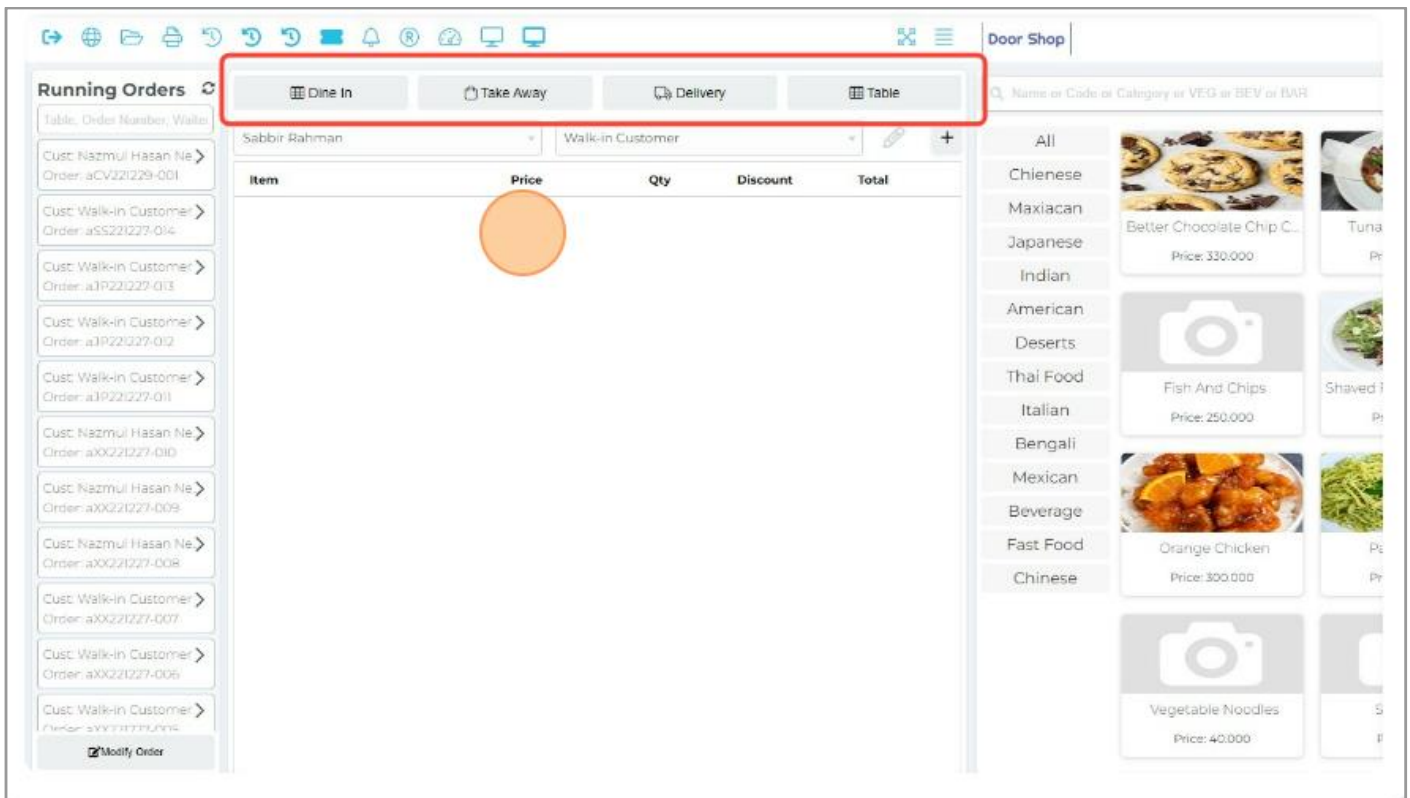 Door Shop
Running Orders
Table, Order Number, Waiter
Cust: Nazmul Hasan Ne
Order: aCV221229-001
Cust: Walk-in Customer
Order: aSS221227-014
Cust: Walk-in Customer
Order: aJP221227-013
Cust: Walk-in Customer
Order: aJP221227-012
Cust: Walk-in Customer
Order: aJP221227-011
Cust: Nazmul Hasan Ne
Order: aXX221227-010
Cust: Nazmul Hasan Ne
Order: aXX221227-009
Cust: Nazmul Hasan Ne
Order: aXX221227-008
Cust: Walk-in Customer
Order: aXX221227-007
Cust: Walk-in Customer
Order: aXX221227-006
Cust: Walk-in Customer
Modify Order
Dine In
Take Away
Delivery
Table
Sabbir Rahman
Walk-in Customer
+
Item Price Qty Discount Total
Name or Code or Category or VEG or BEV or BAR
All
Chienese
Maxiacan
Japanese
Indian
American
Deserts
Thai Food
Italian
Bengali
Mexican
Beverage
Fast Food
Chinese
Better Chocolate Chip C...
Price: 330.000
Tuna
Fish And Chips
Price: 250.000
Shaved
Orange Chicken
Price: 300.000
Vegetable Noodles
Price: 40.000